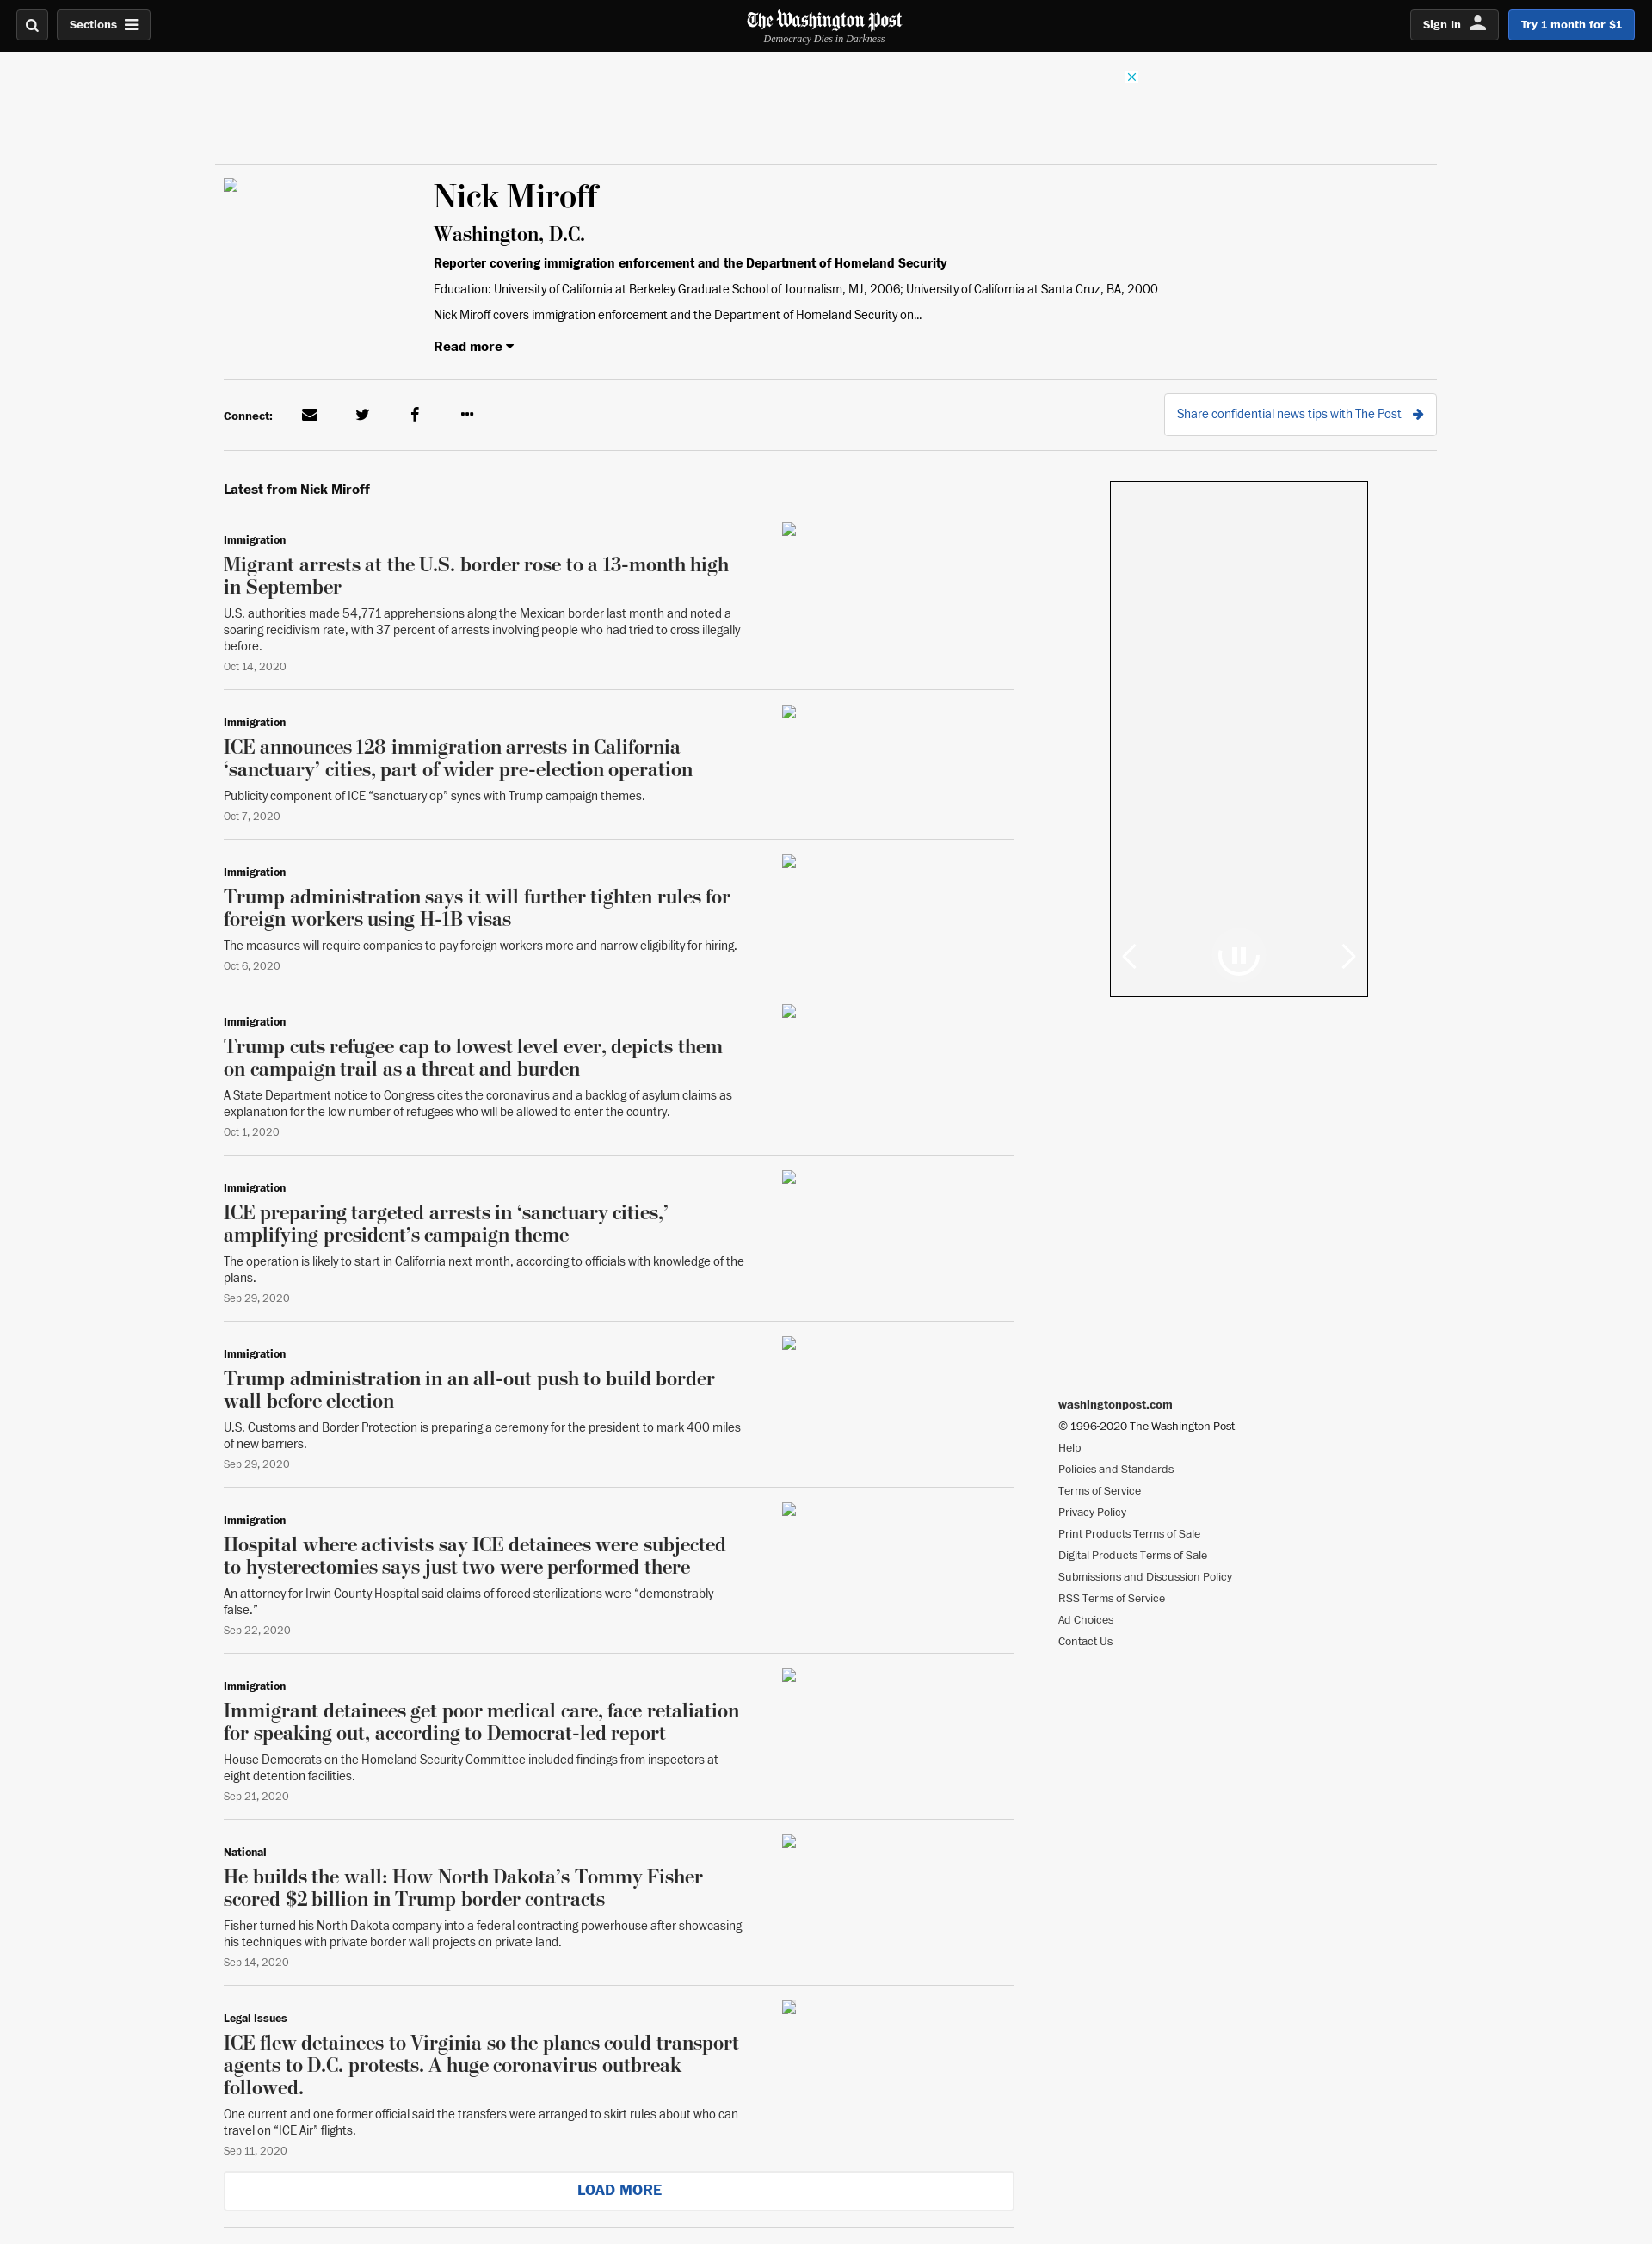 Sections
The Washington Post
Democracy Dies in Darkness
Sign In
Try 1 month for $1
Nick Miroff
Washington, D.C.
Reporter covering immigration enforcement and the Department of Homeland Security
Education: University of California at Berkeley Graduate School of Journalism, MJ, 2006; University of California at Santa Cruz, BA, 2000
Nick Miroff covers immigration enforcement and the Department of Homeland Security on...
Read more
Connect:
Share confidential news tips with The Post
Latest from Nick Miroff
Immigration
Migrant arrests at the U.S. border rose to a 13-month high
in September
U.S. authorities made 54,771 apprehensions along the Mexican border last month and noted a
soaring recidivism rate, with 37 percent of arrests involving people who had tried to cross illegally
before.
Oct 14, 2020
Immigration
ICE announces 128 immigration arrests in California
‘sanctuary’ cities, part of wider pre-election operation
Publicity component of ICE “sanctuary op” syncs with Trump campaign themes.
Oct 7, 2020
Immigration
Trump administration says it will further tighten rules for
foreign workers using H-1B visas
The measures will require companies to pay foreign workers more and narrow eligibility for hiring.
Oct 6, 2020
Immigration
Trump cuts refugee cap to lowest level ever, depicts them
on campaign trail as a threat and burden
A State Department notice to Congress cites the coronavirus and a backlog of asylum claims as
explanation for the low number of refugees who will be allowed to enter the country.
Oct 1, 2020
Immigration
ICE preparing targeted arrests in ‘sanctuary cities,’
amplifying president’s campaign theme
The operation is likely to start in California next month, according to officials with knowledge of the
plans.
Sep 29, 2020
Immigration
Trump administration in an all-out push to build border
wall before election
U.S. Customs and Border Protection is preparing a ceremony for the president to mark 400 miles
of new barriers.
Sep 29, 2020
Immigration
Hospital where activists say ICE detainees were subjected
to hysterectomies says just two were performed there
An attorney for Irwin County Hospital said claims of forced sterilizations were “demonstrably
false.”
Sep 22, 2020
Immigration
Immigrant detainees get poor medical care, face retaliation
for speaking out, according to Democrat-led report
House Democrats on the Homeland Security Committee included findings from inspectors at
eight detention facilities.
Sep 21, 2020
National
He builds the wall: How North Dakota’s Tommy Fisher
scored $2 billion in Trump border contracts
Fisher turned his North Dakota company into a federal contracting powerhouse after showcasing
his techniques with private border wall projects on private land.
Sep 14, 2020
Legal Issues
ICE flew detainees to Virginia so the planes could transport
agents to D.C. protests. A huge coronavirus outbreak
followed.
One current and one former official said the transfers were arranged to skirt rules about who can
travel on “ICE Air” flights.
Sep 11, 2020
LOAD MORE
washingtonpost.com
© 1996-2020 The Washington Post
Help
Policies and Standards
Terms of Service
Privacy Policy
Print Products Terms of Sale
Digital Products Terms of Sale
Submissions and Discussion Policy
RSS Terms of Service
Ad Choices
Contact Us